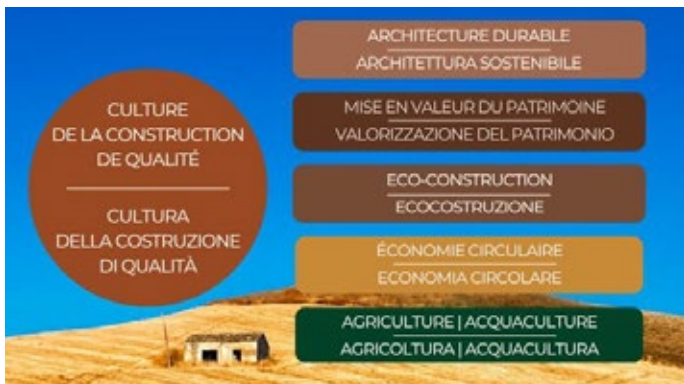 CULTURE
DE LA CONSTRUCTION
DE QUALITÉ
CULTURA
DELLA COSTRUZIONE
DI QUALITÀ
ARCHITECTURE DURABLE
ARCHITETTURA SOSTENIBILE
MISE EN VALEUR DU PATRIMOINE
VALORIZZAZIONE DEL PATRIMONIO
ECO-CONSTRUCTION
ECOCOSTRUZIONE
ÉCONOMIE CIRCULAIRE
ECONOMIA CIRCOLARE
AGRICULTURE | ACQUACULTURE
AGRICOLTURA | ACQUACULTURA